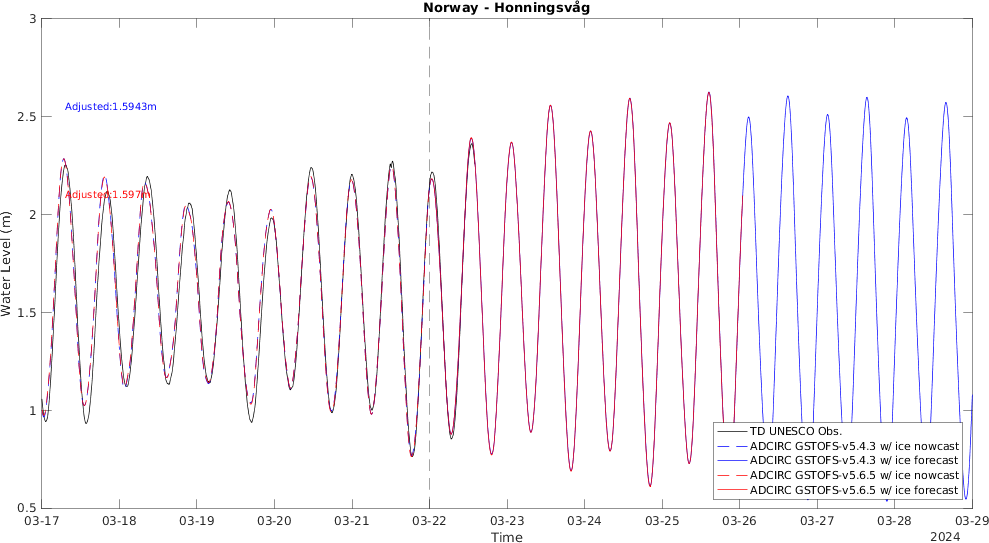 Norway - Honningsvåg
3
2.5
2
1.5
1
0.5
Water Level (m)
Adjusted:1.5943m
Adjusted:1.597m
TD UNESCO Obs.
ADCIRC GSTOFS-v5.4.3 w/ ice nowcast
ADCIRC GSTOFS-v5.4.3 w/ ice forecast
ADCIRC GSTOFS-v5.6.5 w/ ice nowcast
ADCIRC GSTOFS-v5.6.5 w/ ice forecast
03-17 03-18 03-19 03-20 03-21 03-22 03-23 03-24 03-25 03-26 03-27 03-28 03-29
Time
2024